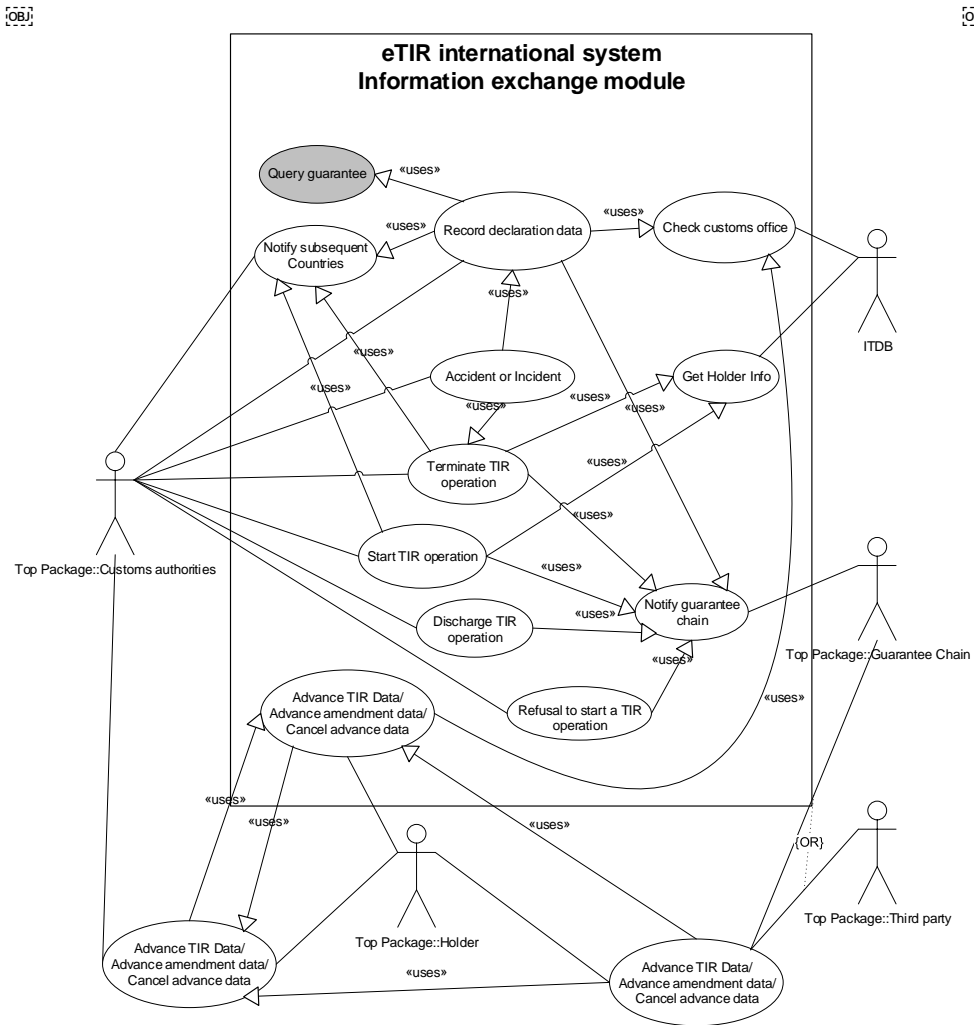 OBJ
O
eTIR international system
Information exchange module
Query guarantee
«uses»
Record declaration data
«uses»
Check customs office
Notify subsequent
Countries
«uses»
«uses»
ITDB
«uses»
Accident or Incident
Get Holder Info
«uses»
«uses»
«uses»
«uses»
Terminate TIR
operation
«uses»
«uses»
Top Package::Customs authorities
Start TIR operation
«uses»
Notify guarantee
chain
«uses»
Discharge TIR
operation
«uses»
Top Package::Guarantee Chain
Advance TIR Data/
Advance amendment data/
Cancel advance data
Refusal to start a TIR
operation
«uses»
«uses»
«uses»
«uses»
{OR}
Top Package::Holder
Top Package::Third party
Advance TIR Data/
Advance amendment data/
Cancel advance data
«uses»
Advance TIR Data/
Advance amendment data/
Cancel advance data